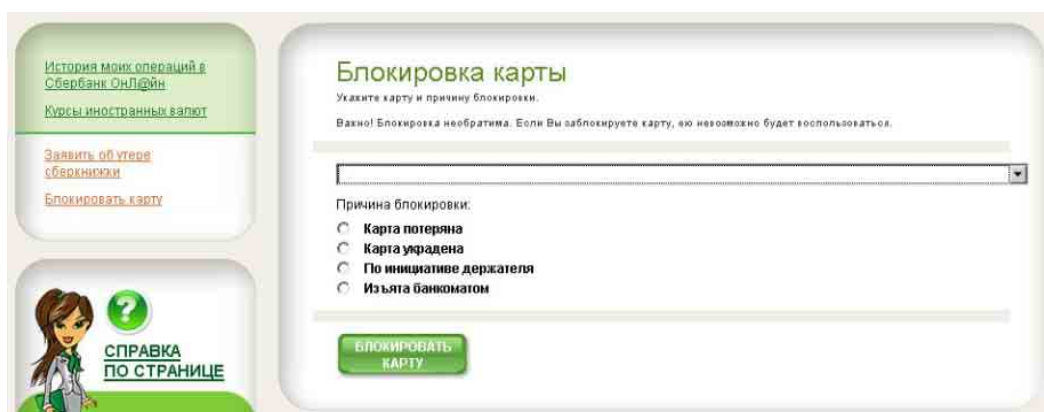 История моих операций в
Сбербанк ОнЛ@йн
Курсы иностранных валют
Заявить об утере
сберкнижки
Блокировать карту
СПРАВКА
ПО СТРАНИЦЕ
Блокировка карты
Укажите карту и причину блокировки.
Важно! Блокировка необратима. Если Вы заблокируете карту, ею невозможно будет воспользоваться.
Причина блокировки:
Карта потеряна
Карта украдена
По инициативе держателя
Изъята банкоматом
БЛОКИРОВАТЬ
КАРТУ